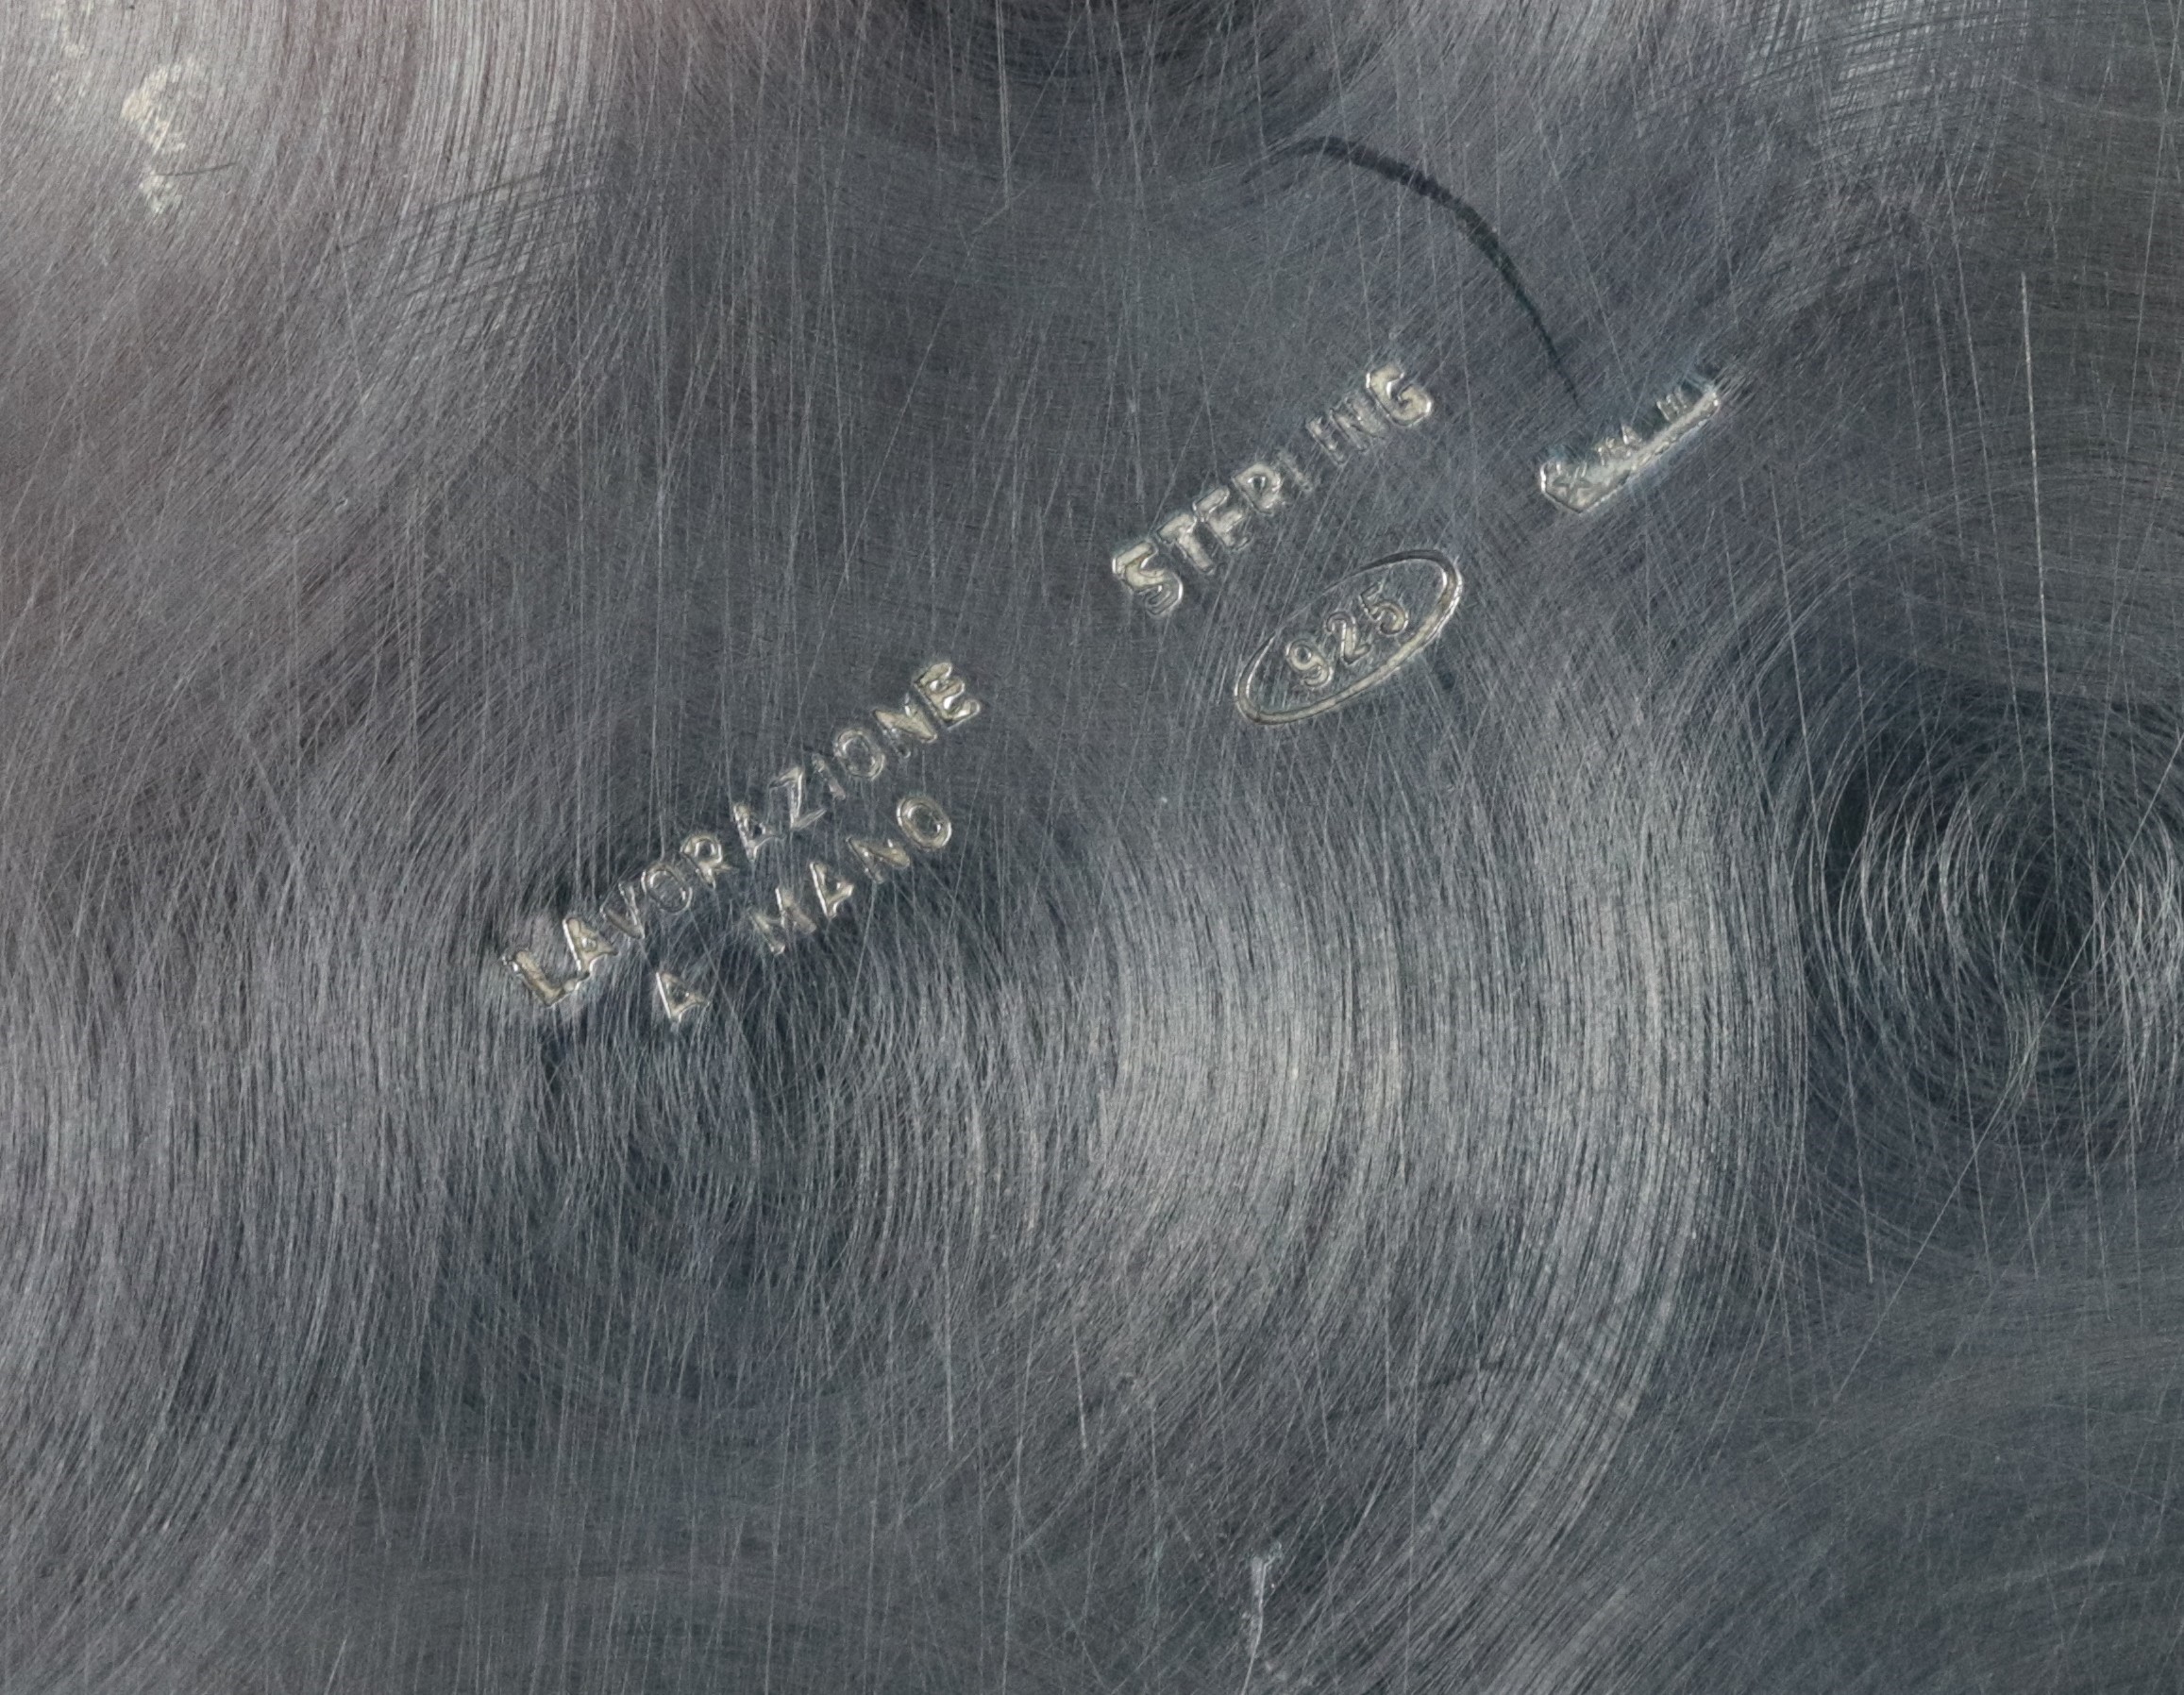 STERLING
925
LAVORAZIONE
A MANO